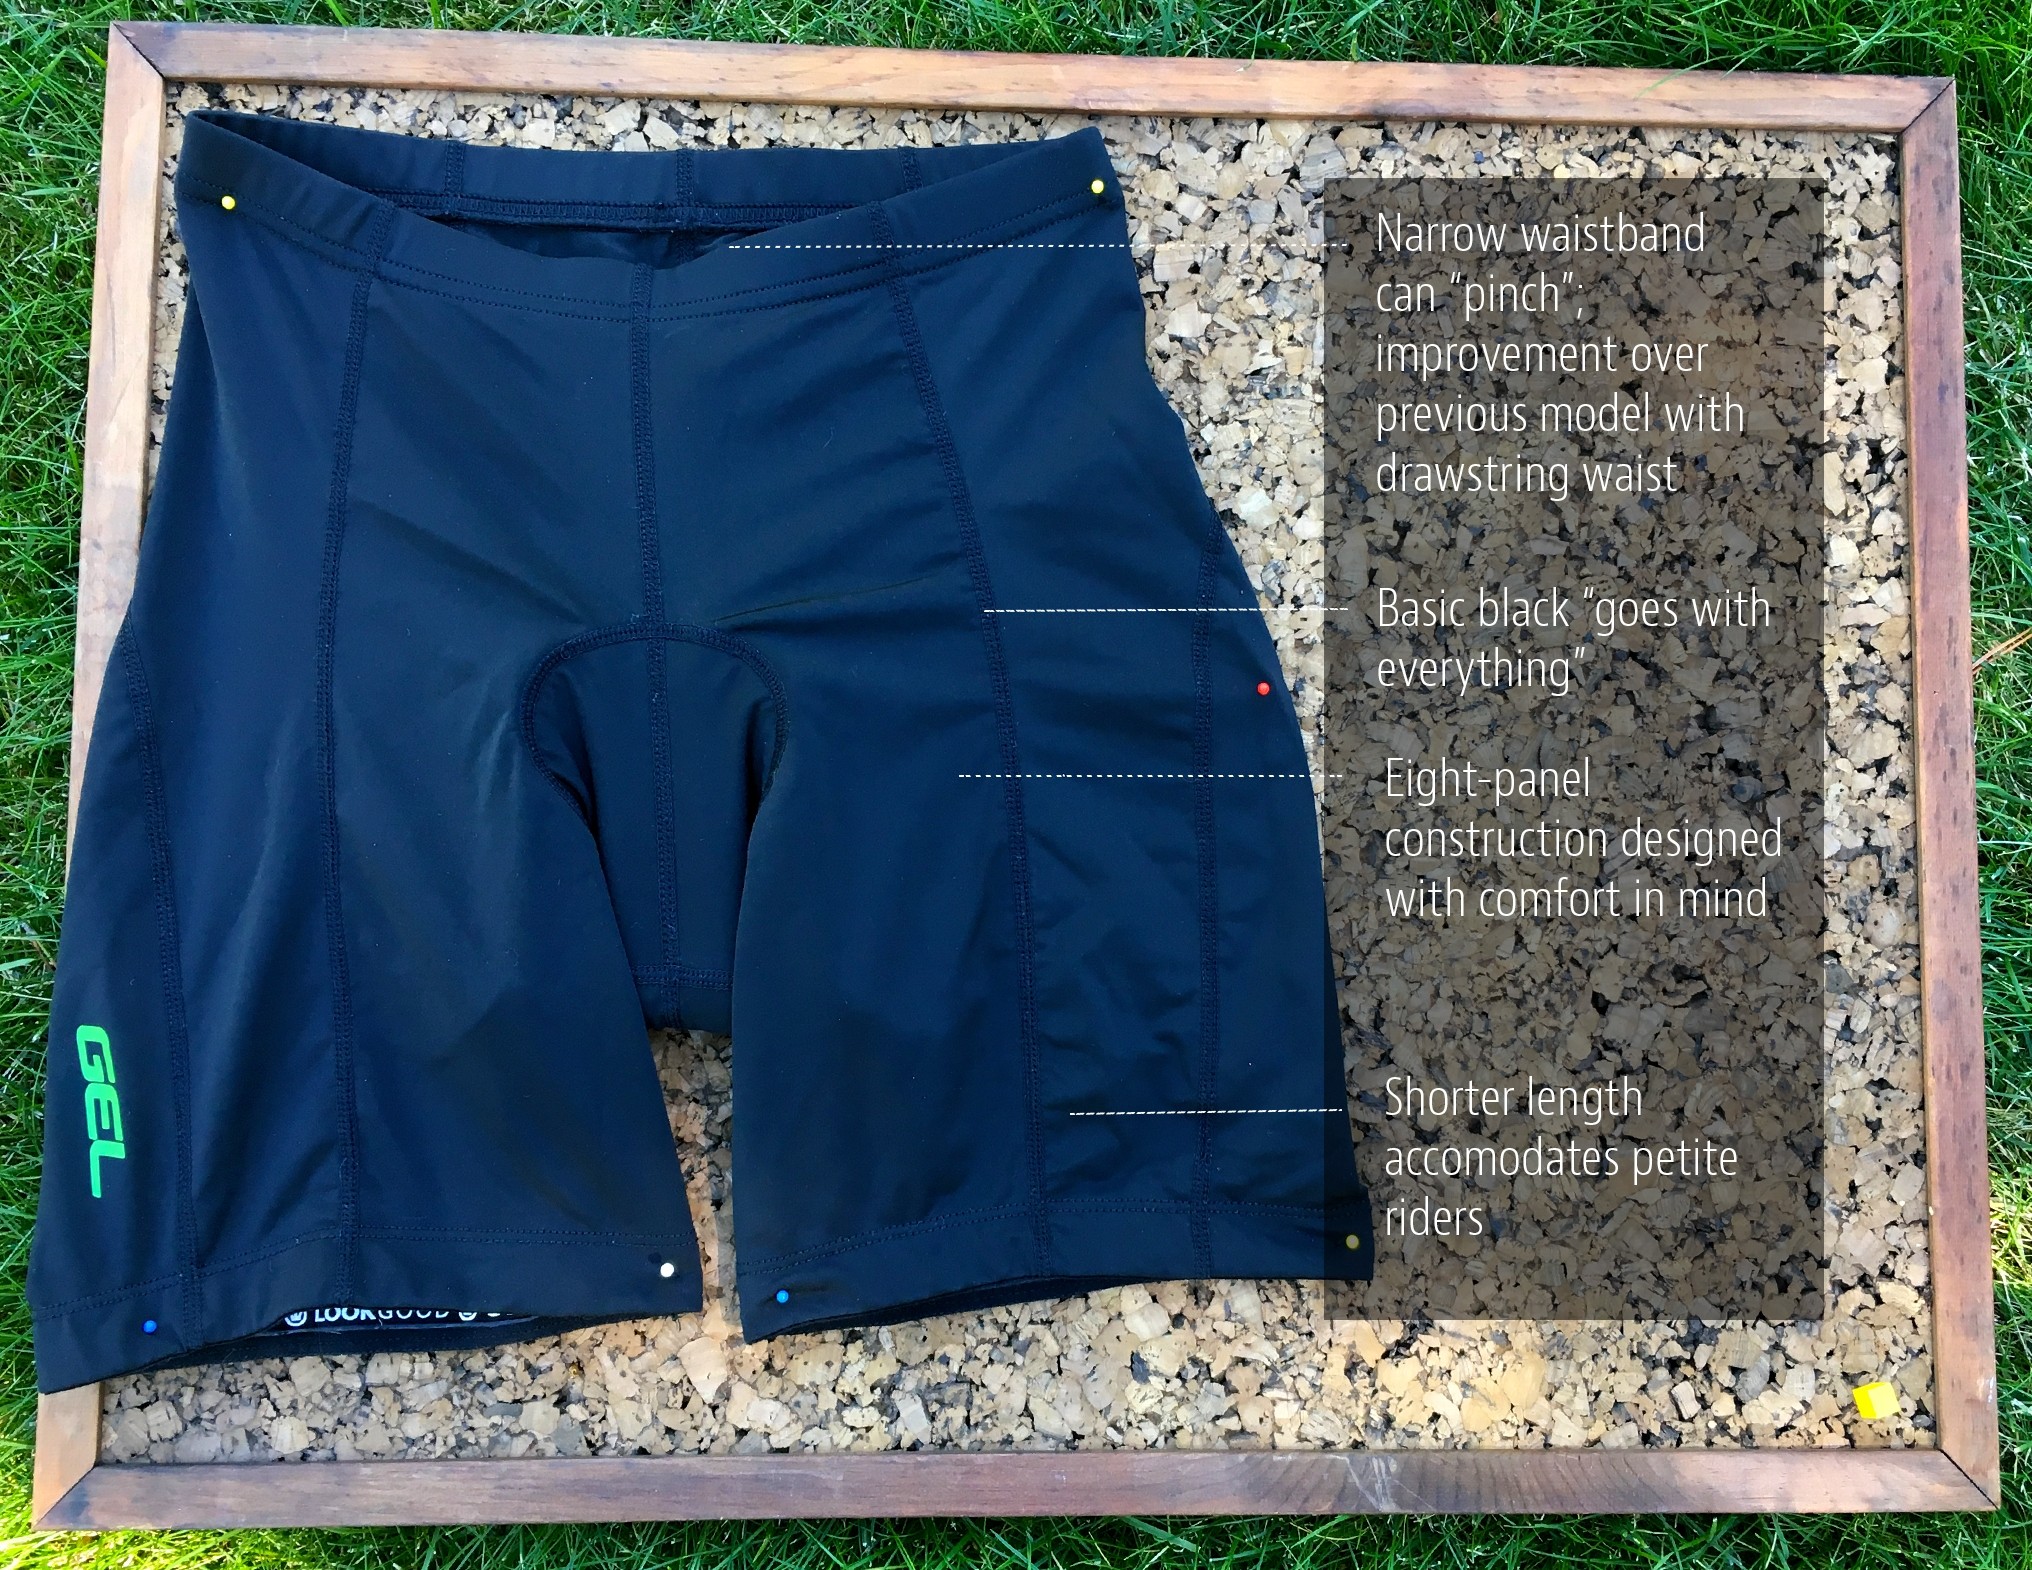 Narrow waistband
can "pinch";
improvement over
previous model with
drawstring waist
Basic black "goes with
everything"
Eight-panel
construction designed
with comfort in mind
Shorter length
accomodates petite
riders
GEL
LOOKGOOD